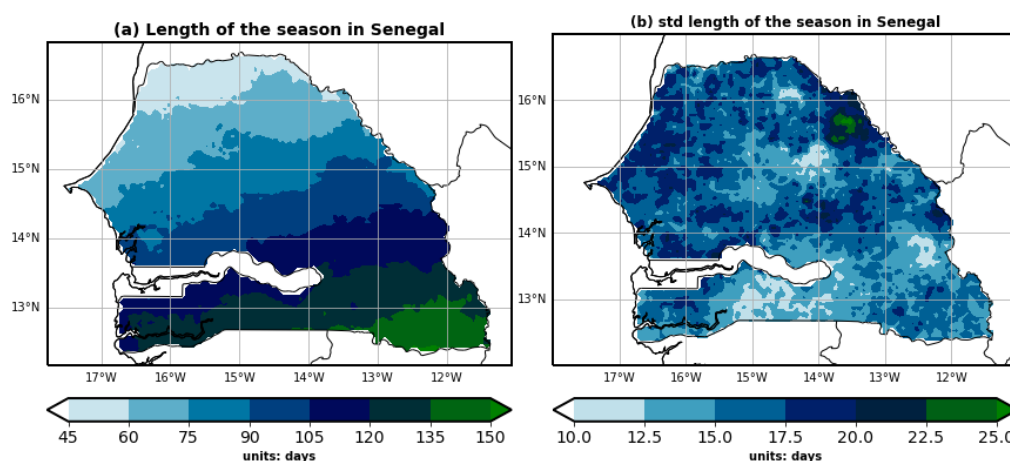 (a) Length of the season in Senegal
16°N
15°N
14°N
13°N
17°W 16°W 15°W 14°W 13°W 12°W
45 60 75 90 105 120 135 150
units: days
(b) std length of the season in Senegal
16°N
15°N
14°N
13°N
17°W 16°W 15°W 14°W 13°W 12°W
10.0 12.5 15.0 17.5 20.0 22.5 25.0
units: days